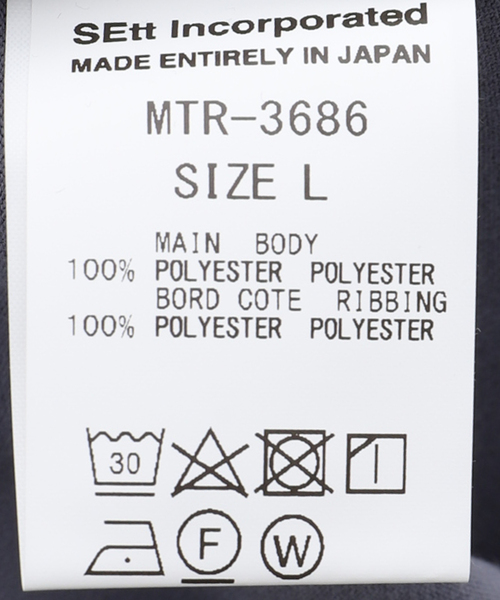 SEtt Incorporated
MADE ENTIRELY IN JAPAN
MTR-3686
SIZE L
MAIN BODY
100% POLYESTER POLYESTER
BORD COTE RIBBING
100% POLYESTER POLYESTER
30
F W